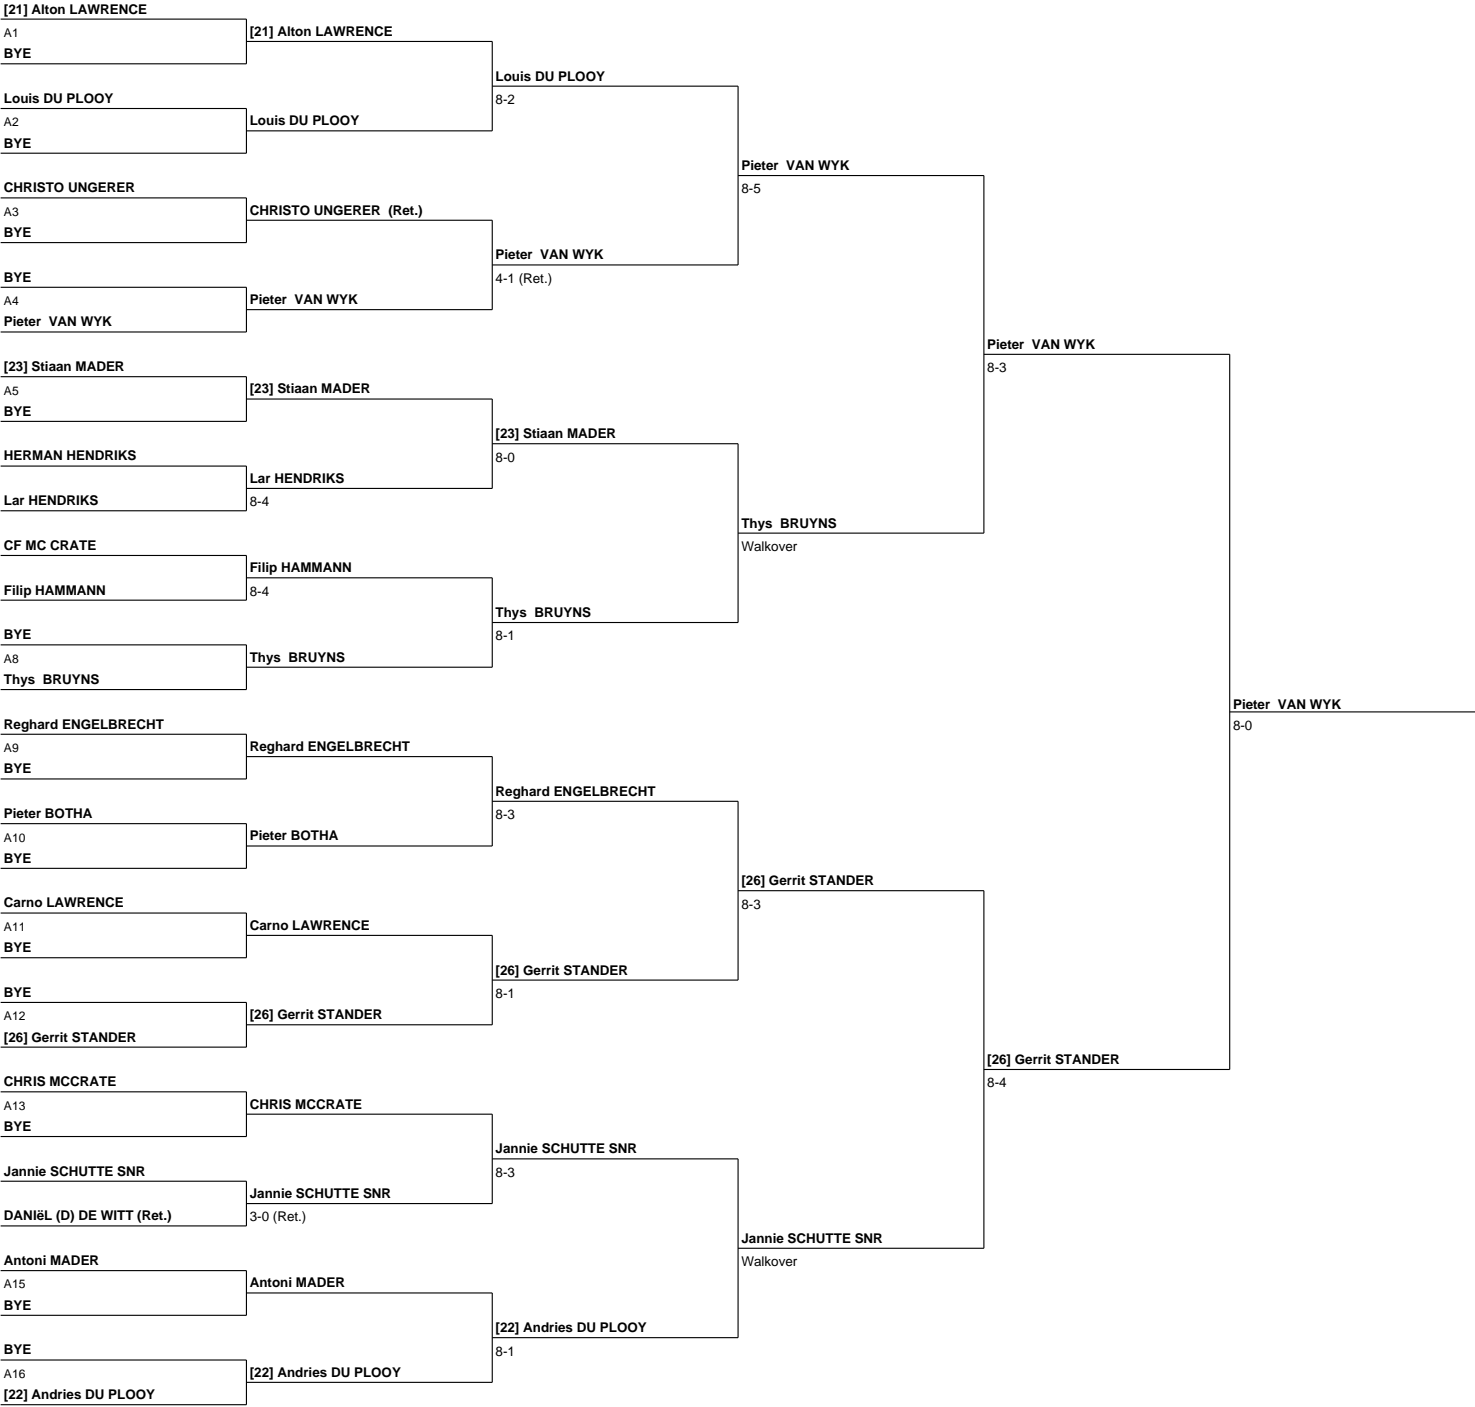 [21] Alton LAWRENCE
A1
BYE
Louis DU PLOOY
A2
BYE
CHRISTO UNGERER
A3
BYE
BYE
A4
Pieter  VAN WYK
[23] Stiaan MADER
A5
BYE
HERMAN HENDRIKS
Lar HENDRIKS
CF MC CRATE
Filip HAMMANN
BYE
A8
Thys  BRUYNS
Reghard ENGELBRECHT
A9
BYE
Pieter BOTHA
A10
BYE
Carno LAWRENCE
A11
BYE
BYE
A12
[26] Gerrit STANDER
CHRIS MCCRATE
A13
BYE
Jannie SCHUTTE SNR
DANIëL (D) DE WITT (Ret.)
Antoni MADER
A15
BYE
BYE
A16
[22] Andries DU PLOOY
[21] Alton LAWRENCE
Louis DU PLOOY
CHRISTO UNGERER  (Ret.)
Pieter  VAN WYK
[23] Stiaan MADER
Lar HENDRIKS
8-4
Filip HAMMANN
8-4
Thys  BRUYNS
Reghard ENGELBRECHT
Pieter BOTHA
Carno LAWRENCE
[26] Gerrit STANDER
CHRIS MCCRATE
Jannie SCHUTTE SNR
3-0 (Ret.)
Antoni MADER
[22] Andries DU PLOOY
Louis DU PLOOY
8-2
Pieter  VAN WYK
4-1 (Ret.)
[23] Stiaan MADER
8-0
Thys  BRUYNS
8-1
Reghard ENGELBRECHT
8-3
[26] Gerrit STANDER
8-1
Jannie SCHUTTE SNR
8-3
[22] Andries DU PLOOY
8-1
Pieter  VAN WYK
8-5
Thys  BRUYNS
Walkover
[26] Gerrit STANDER
8-3
Jannie SCHUTTE SNR
Walkover
Pieter  VAN WYK
8-3
[26] Gerrit STANDER
8-4
Pieter  VAN WYK
8-0